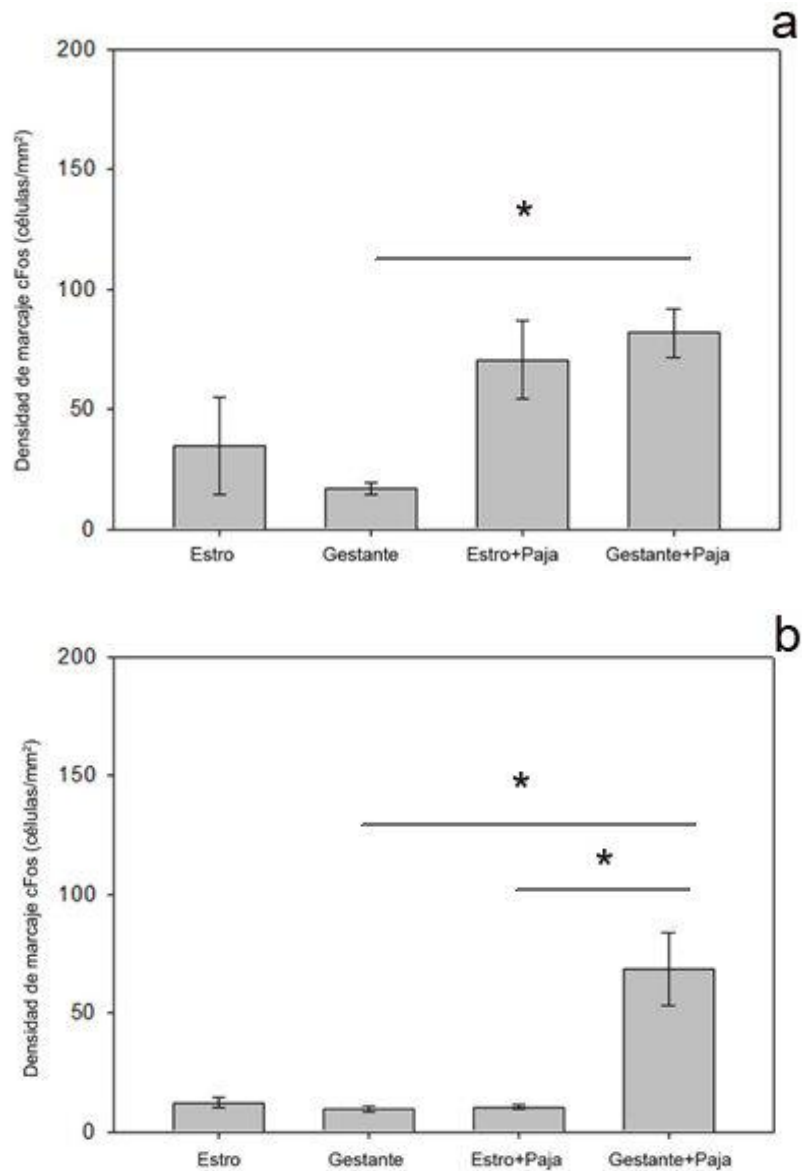 a
Densidad de marcaje cFos (células/mm²)
200
150
100
50
0
*
Estro Gestante Estro+Paja Gestante+Paja
b
Densidad de marcaje cFos (células/mm²)
200
150
100
50
0
*
*
Estro Gestante Estro+Paja Gestante+Paja